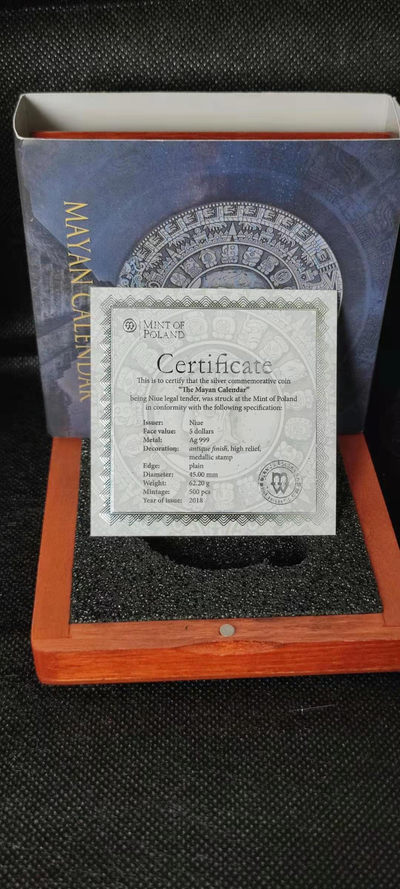 MAYAN CALENDAR
MINT OF
POLAND
Certificate
This is to certify that the silver commemorative coin
"The Mayan Calendar"
being Niue legal tender, was struck at the Mint of Poland
in conformity with the following specification:
Issuer: Niue
Face value: 5 dollars
Metal: Ag 999
Decoration: antique finish, high relief,
medallic stamp
Edge: plain
Diameter: 45.00 mm
Weight: 62.20 g
Mintage: 500 pcs
Year of issue: 2018